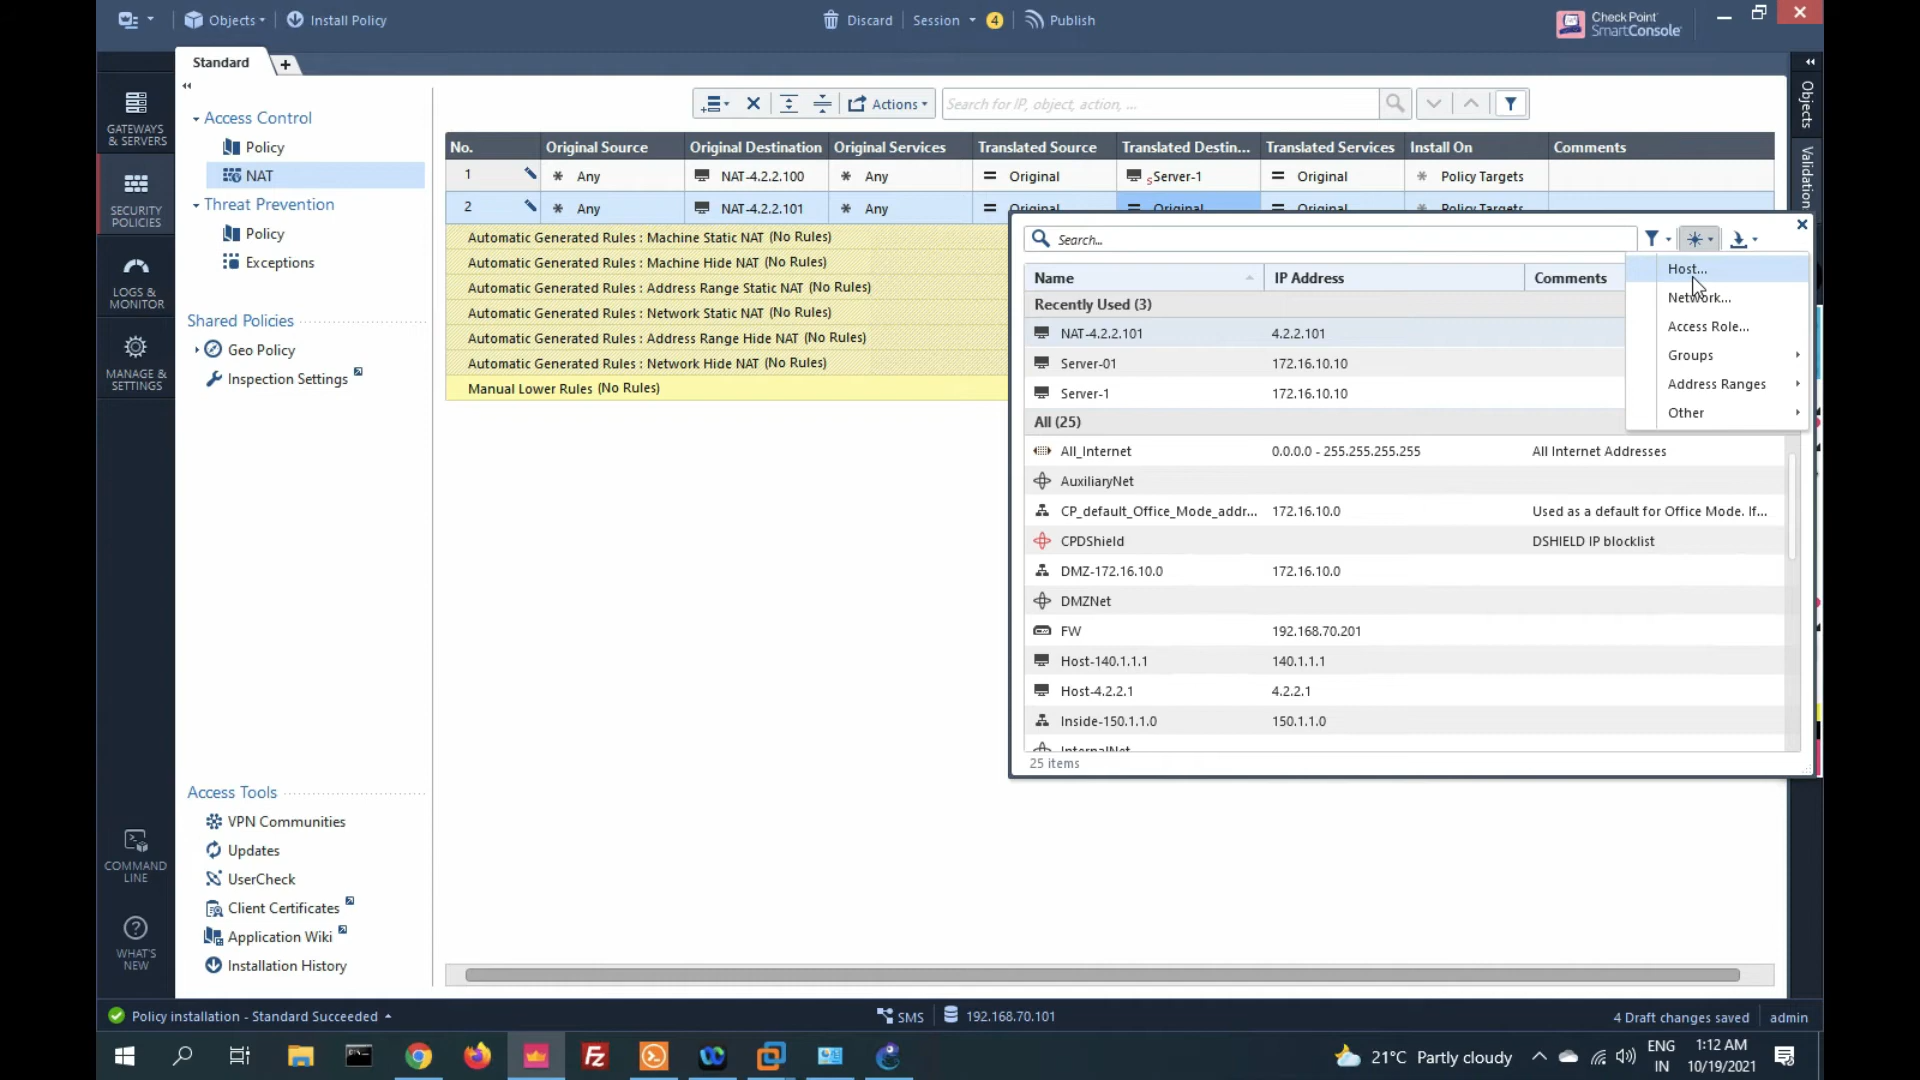 Objects
Install Policy
Discard
Session
4
Publish
Check Point
SmartConsole
Standard
GATEWAYS
& SERVERS
SECURITY
POLICIES
LOGS &
MONITOR
MANAGE &
SETTINGS
COMMAND
LINE
WHAT'S
NEW
Access Control
Policy
NAT
Threat Prevention
Policy
Exceptions
Shared Policies
Geo Policy
Inspection Settings
Access Tools
VPN Communities
Updates
UserCheck
Client Certificates
Application Wiki
Installation History
Actions
Search for IP, object, action, ...
No. Original Source Original Destination Original Services Translated Source Translated Destin... Translated Services Install On Comments
1 Any NAT-4.2.2.100 Any Original sServer-1 Original Policy Targets
2 Any NAT-4.2.2.101 Any Original Original Original Policy Targets
Automatic Generated Rules : Machine Static NAT (No Rules)
Automatic Generated Rules : Machine Hide NAT (No Rules)
Automatic Generated Rules : Address Range Static NAT (No Rules)
Automatic Generated Rules : Network Static NAT (No Rules)
Automatic Generated Rules : Address Range Hide NAT (No Rules)
Automatic Generated Rules : Network Hide NAT (No Rules)
Manual Lower Rules (No Rules)
Search...
Name IP Address Comments
Recently Used (3)
NAT-4.2.2.101 4.2.2.101
Server-01 172.16.10.10
Server-1 172.16.10.10
All (25)
All_Internet 0.0.0.0 - 255.255.255.255 All Internet Addresses
AuxiliaryNet
CP_default_Office_Mode_addr... 172.16.10.0 Used as a default for Office Mode. If...
CPDShield DSHIELD IP blocklist
DMZ-172.16.10.0 172.16.10.0
DMZNet
FW 192.168.70.201
Host-140.1.1.1 140.1.1.1
Host-4.2.2.1 4.2.2.1
Inside-150.1.1.0 150.1.1.0
InternalNet
25 items
Host...
Network...
Access Role...
Groups
Address Ranges
Other
Objects
Validations
Policy installation - Standard Succeeded
SMS
192.168.70.101
4 Draft changes saved
admin
21°C Partly cloudy
ENG
IN
1:12 AM
10/19/2021